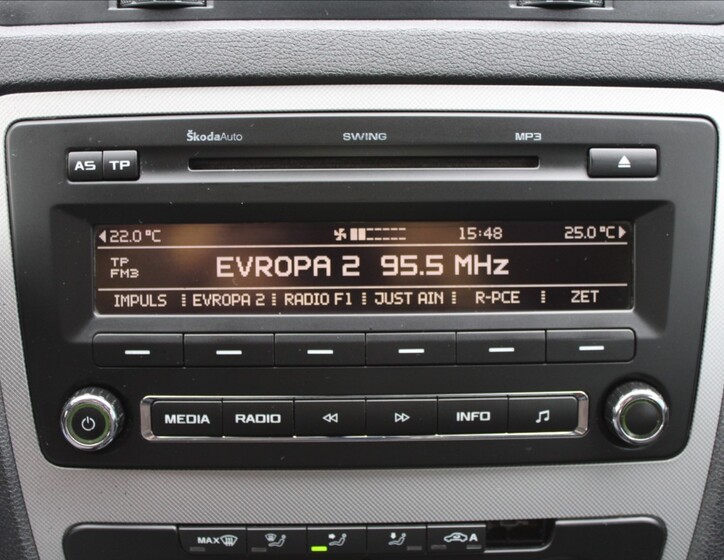 ŠkodaAuto SWING MP3
AS TP
22.0 °C 15:48 25.0 °C
TP
FM3
EVROPA 2 95.5 MHz
IMPULS EVROPA 2 RADIO F1 JUST AIN R-PCE ZET
MEDIA RADIO INFO
MAX A